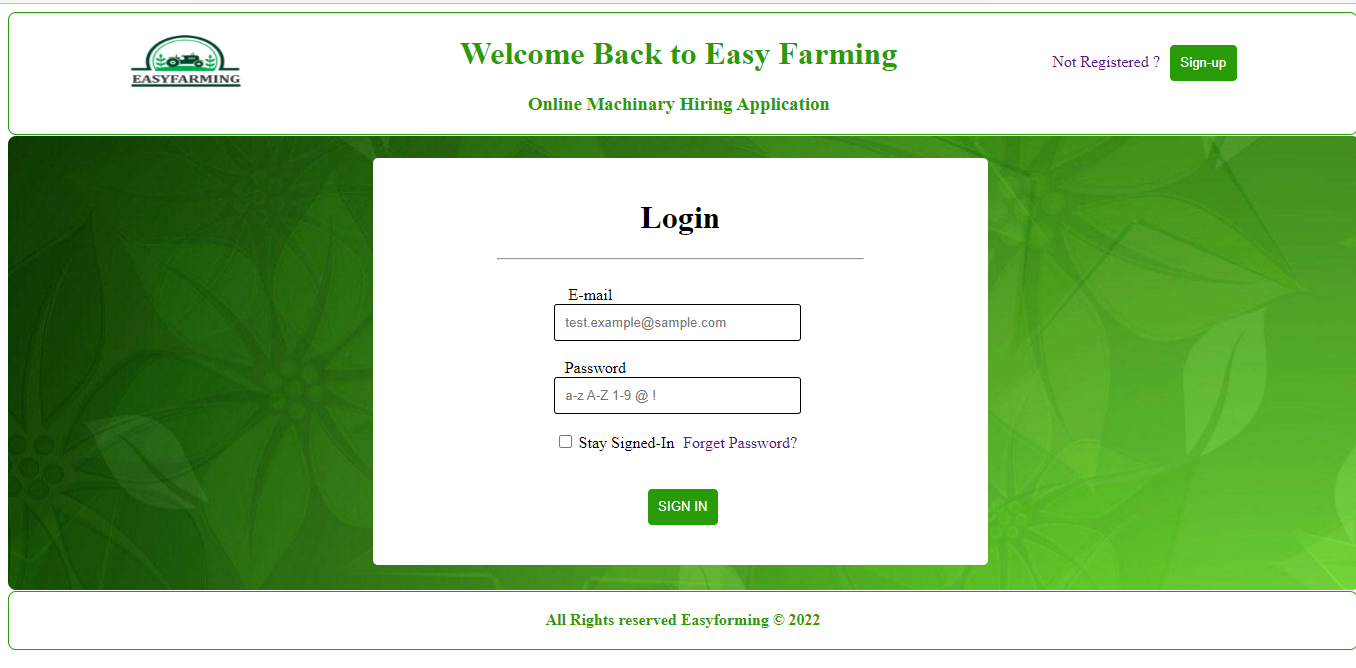 EASYFARMING
Welcome Back to Easy Farming
Online Machinary Hiring Application
Not Registered ? Sign-up
Login
E-mail
test.example@sample.com
Password
a-z A-Z 1-9 @ !
Stay Signed-In Forget Password?
SIGN IN
All Rights reserved Easyforming © 2022